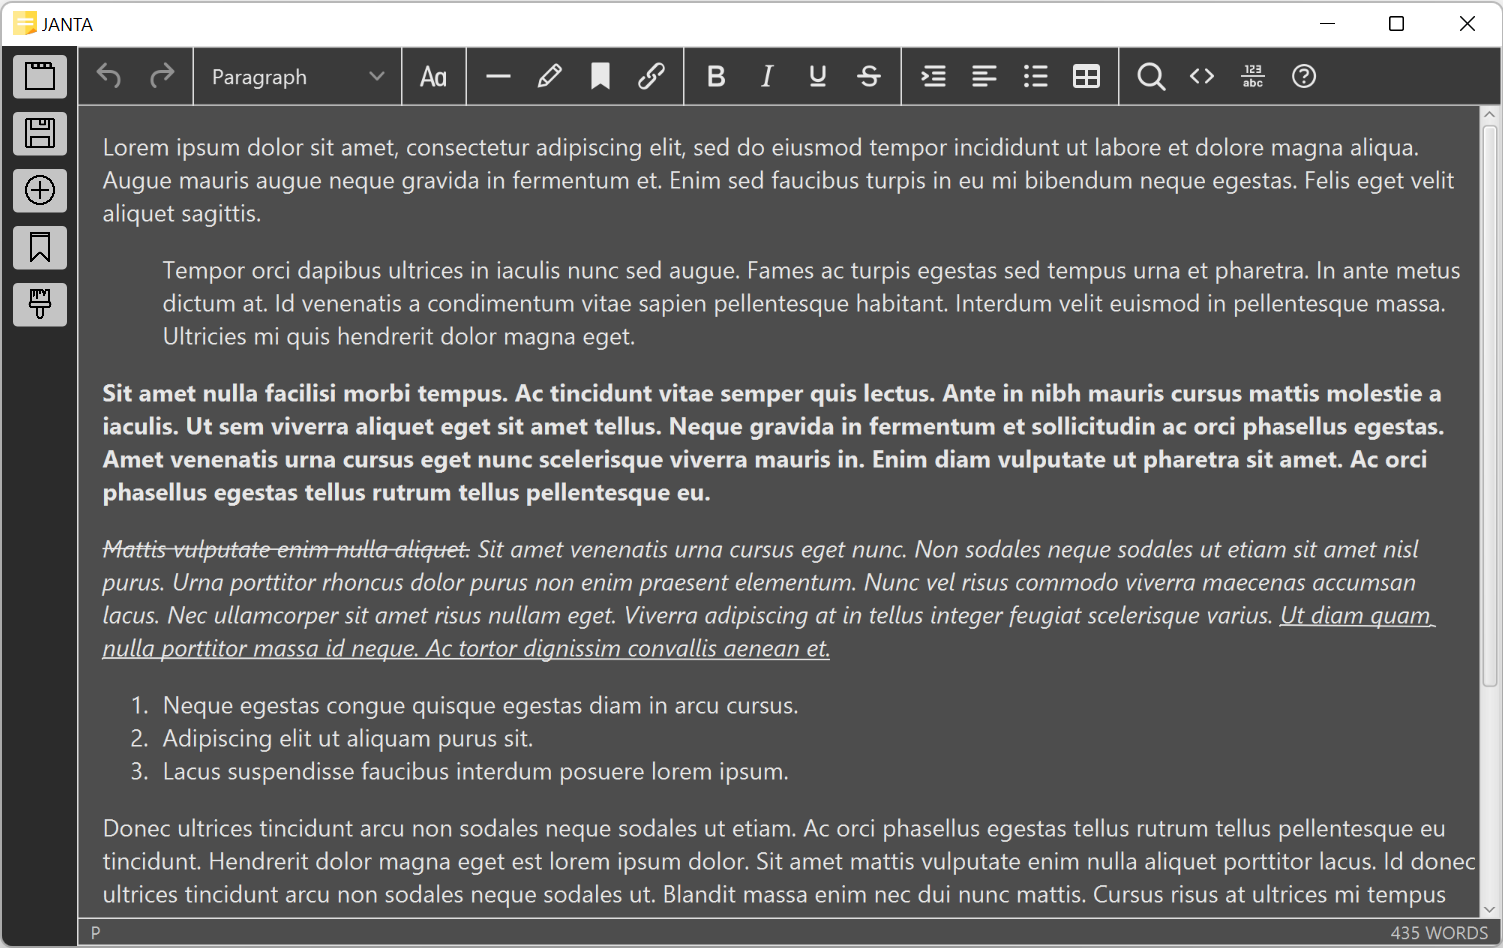 JANTA
Paragraph
Aa
B I U S
123
abc
Lorem ipsum dolor sit amet, consectetur adipiscing elit, sed do eiusmod tempor incididunt ut labore et dolore magna aliqua.
Augue mauris augue neque gravida in fermentum et. Enim sed faucibus turpis in eu mi bibendum neque egestas. Felis eget velit
aliquet sagittis.
Tempor orci dapibus ultrices in iaculis nunc sed augue. Fames ac turpis egestas sed tempus urna et pharetra. In ante metus
dictum at. Id venenatis a condimentum vitae sapien pellentesque habitant. Interdum velit euismod in pellentesque massa.
Ultricies mi quis hendrerit dolor magna eget.
Sit amet nulla facilisi morbi tempus. Ac tincidunt vitae semper quis lectus. Ante in nibh mauris cursus mattis molestie a
iaculis. Ut sem viverra aliquet eget sit amet tellus. Neque gravida in fermentum et sollicitudin ac orci phasellus egestas.
Amet venenatis urna cursus eget nunc scelerisque viverra mauris in. Enim diam vulputate ut pharetra sit amet. Ac orci
phasellus egestas tellus rutrum tellus pellentesque eu.
Mattis vulputate enim nulla aliquet. Sit amet venenatis urna cursus eget nunc. Non sodales neque sodales ut etiam sit amet nisl
purus. Urna porttitor rhoncus dolor purus non enim praesent elementum. Nunc vel risus commodo viverra maecenas accumsan
lacus. Nec ullamcorper sit amet risus nullam eget. Viverra adipiscing at in tellus integer feugiat scelerisque varius. Ut diam quam
nulla porttitor massa id neque. Ac tortor dignissim convallis aenean et.
1. Neque egestas congue quisque egestas diam in arcu cursus.
2. Adipiscing elit ut aliquam purus sit.
3. Lacus suspendisse faucibus interdum posuere lorem ipsum.
Donec ultrices tincidunt arcu non sodales neque sodales ut etiam. Ac orci phasellus egestas tellus rutrum tellus pellentesque eu
tincidunt. Hendrerit dolor magna eget est lorem ipsum dolor. Sit amet mattis vulputate enim nulla aliquet porttitor lacus. Id donec
ultrices tincidunt arcu non sodales neque sodales ut. Blandit massa enim nec dui nunc mattis. Cursus risus at ultrices mi tempus
P
435 WORDS